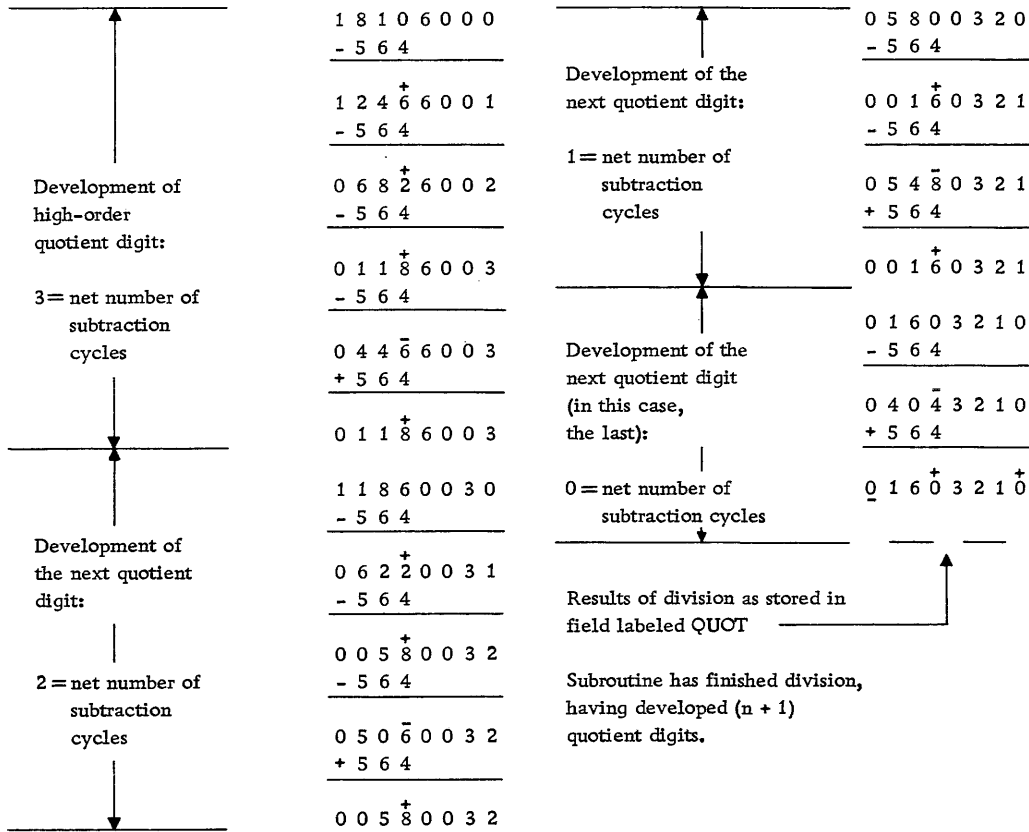 Development of
high-order
quotient digit:
3 = net number of
subtraction
cycles
1 8 1 0 6 0 0 0
- 5 6 4
+
1 2 4 6 6 0 0 1
- 5 6 4
+
0 6 8 2 6 0 0 2
- 5 6 4
+
0 1 1 8 6 0 0 3
- 5 6 4
-
0 4 4 6 6 0 0 3
+ 5 6 4
+
0 1 1 8 6 0 0 3
Development of
the next quotient
digit:
2 = net number of
subtraction
cycles
1 1 8 6 0 0 3 0
- 5 6 4
+
0 6 2 2 0 0 3 1
- 5 6 4
+
0 0 5 8 0 0 3 2
- 5 6 4
-
0 5 0 6 0 0 3 2
+ 5 6 4
+
0 0 5 8 0 0 3 2
Development of the
next quotient digit:
1 = net number of
subtraction
cycles
0 5 8 0 0 3 2 0
- 5 6 4
+
0 0 1 6 0 3 2 1
- 5 6 4
-
0 5 4 8 0 3 2 1
+ 5 6 4
+
0 0 1 6 0 3 2 1
Development of the
next quotient digit
(in this case,
the last):
0 = net number of
subtraction cycles
0 1 6 0 3 2 1 0
- 5 6 4
-
0 4 0 4 3 2 1 0
+ 5 6 4
+ +
0 1 6 0 3 2 1 0
-
Results of division as stored in
field labeled QUOT
Subroutine has finished division,
having developed (n + 1)
quotient digits.